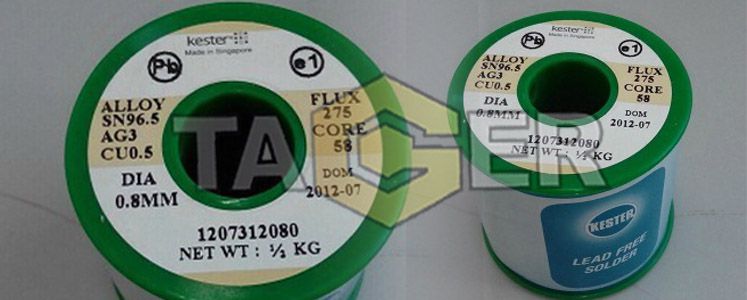 kester
Made in Singapore
Pb
e1
ALLOY
SN96.5
AG3
CU0.5
FLUX
275
CORE
58
DIA
0.8MM
DOM
2012-07
1207312080
NET WT : ½ KG
TAIGER
kester
Made in Singapore
Pb
e1
ALLOY
SN96.5
AG3
CU0.5
FLUX
275
CORE
58
DIA
0.8MM
DOM
2012-07
1207312080
NET WT : ½ KG
KESTER
LEAD FREE
SOLDER